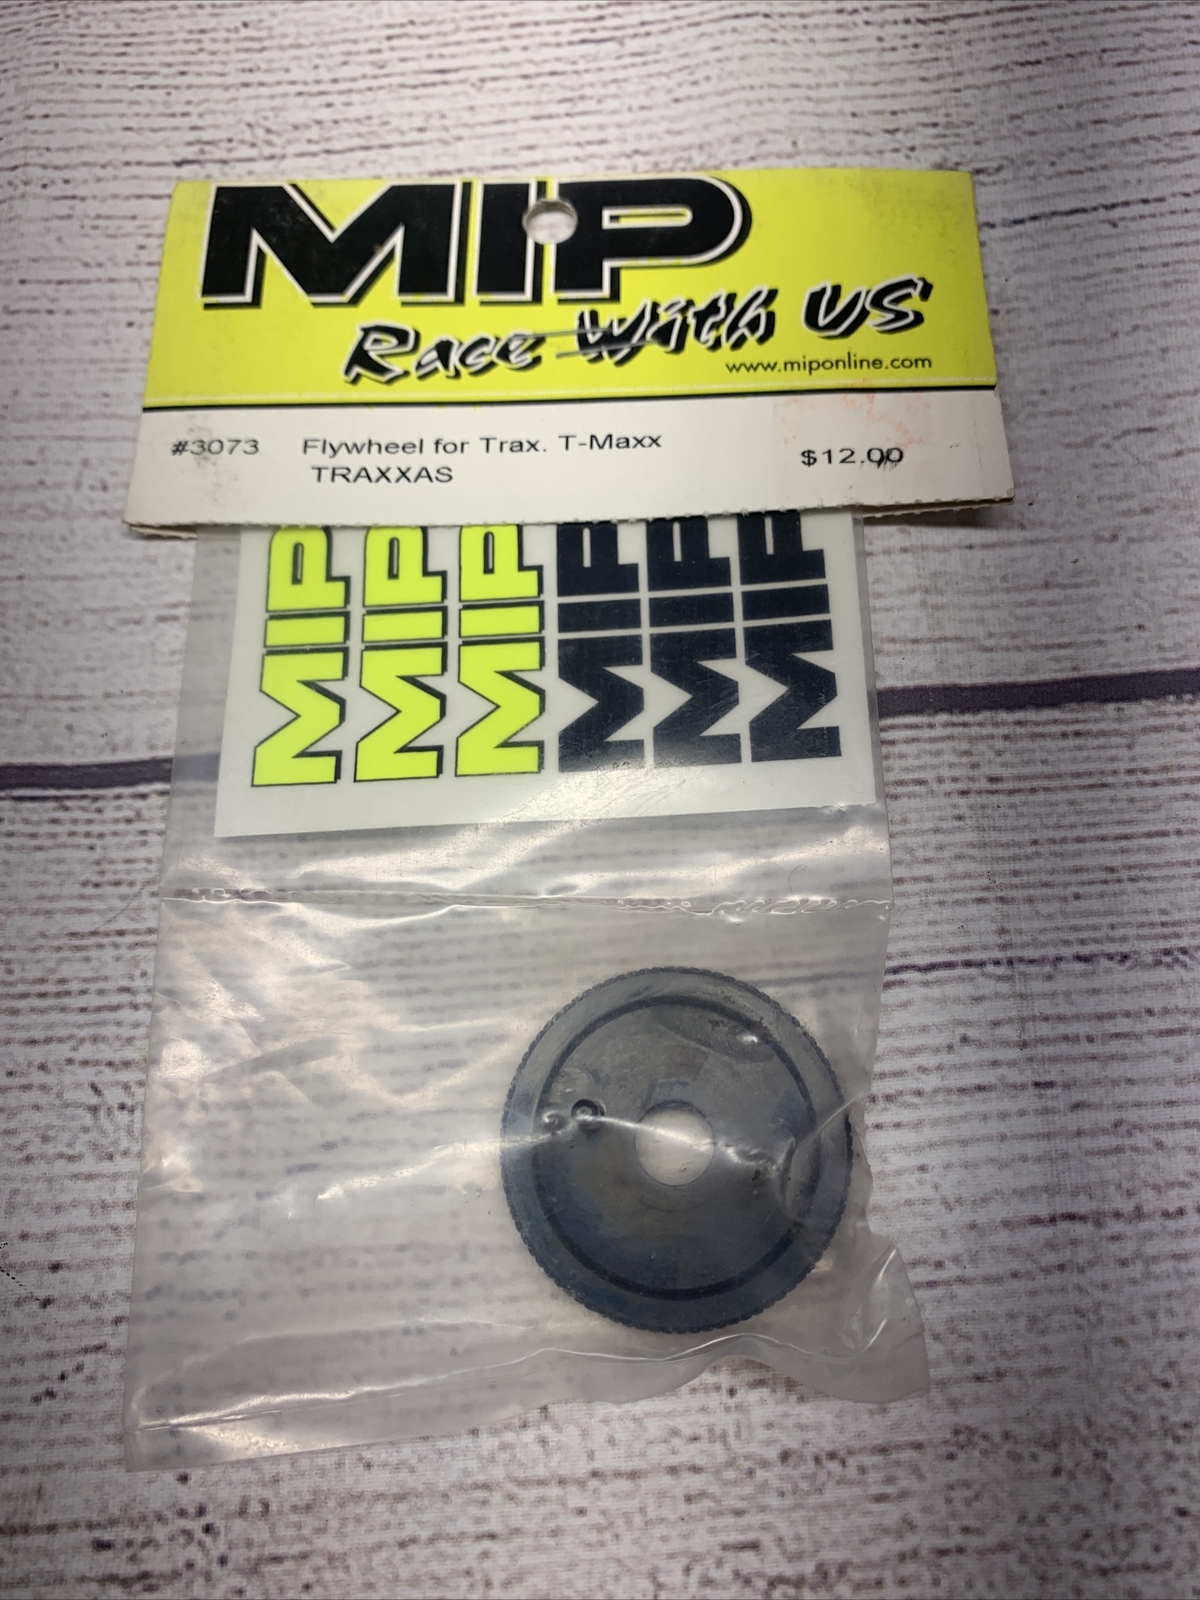 MIP
Race With US
www.miponline.com
#3073 Flywheel for Trax. T-Maxx $12.00
TRAXXAS
MIP
MIP
MIP
MIP
MIP
MIP